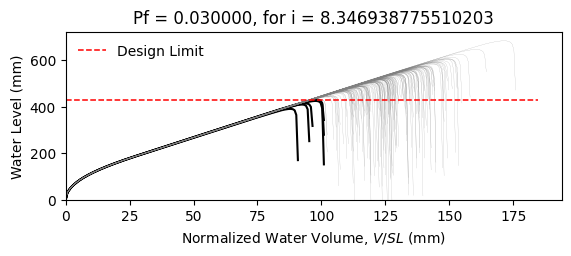 Pf = 0.030000, for i = 8.346938775510203
Design Limit
Water Level (mm)
600
400
200
0
0 25 50 75 100 125 150 175
Normalized Water Volume, V/SL (mm)